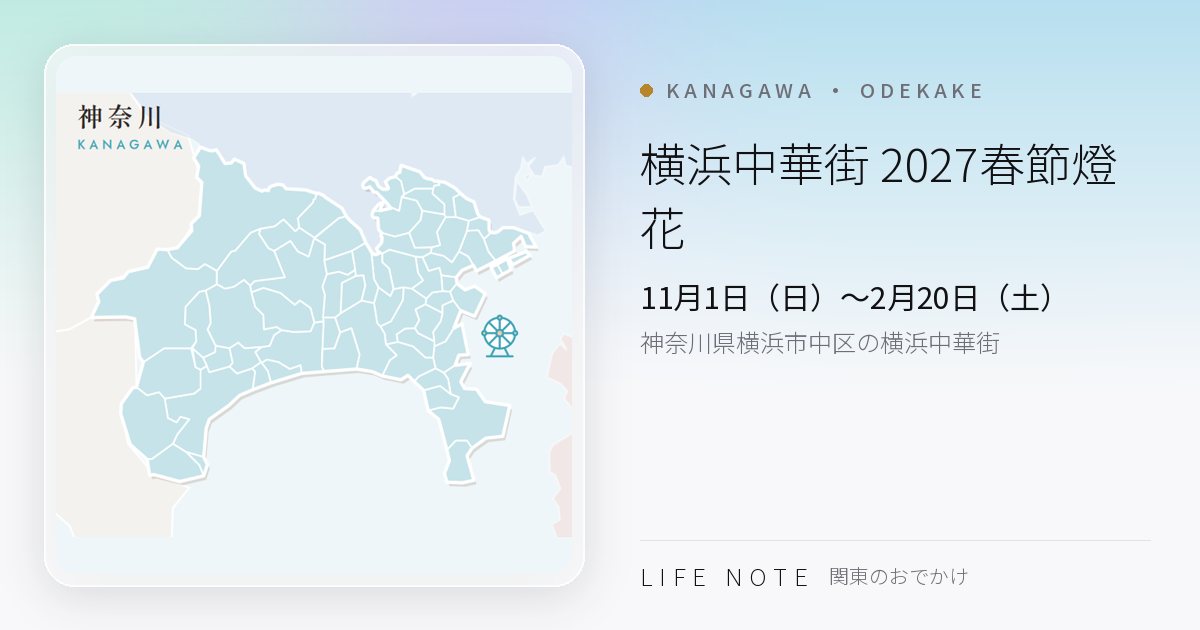 神奈川
KANAGAWA
KANAGAWA • ODEKAKE
横浜中華街 2027春節燈
花
11月1日（日）〜2月20日（土）
神奈川県横浜市中区の横浜中華街
LIFE NOTE 関東のおでかけ